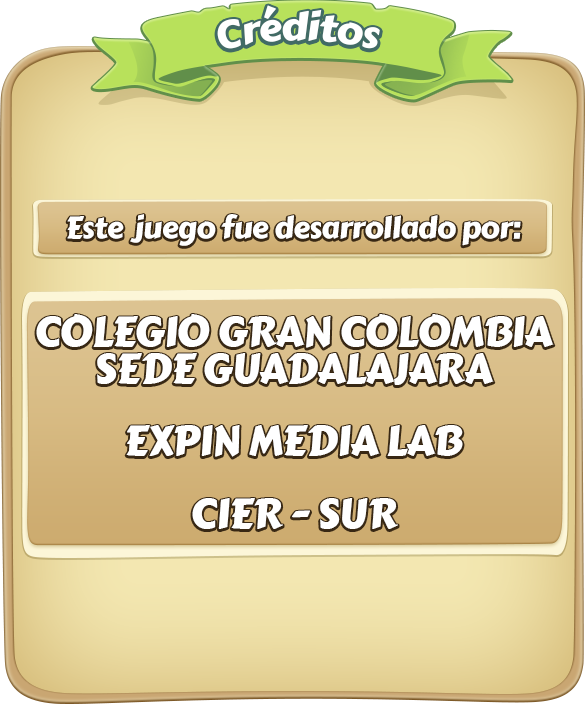 Créditos
Este juego fue desarrollado por:
COLEGIO GRAN COLOMBIA
SEDE GUADALAJARA
EXPIN MEDIA LAB
CIER - SUR